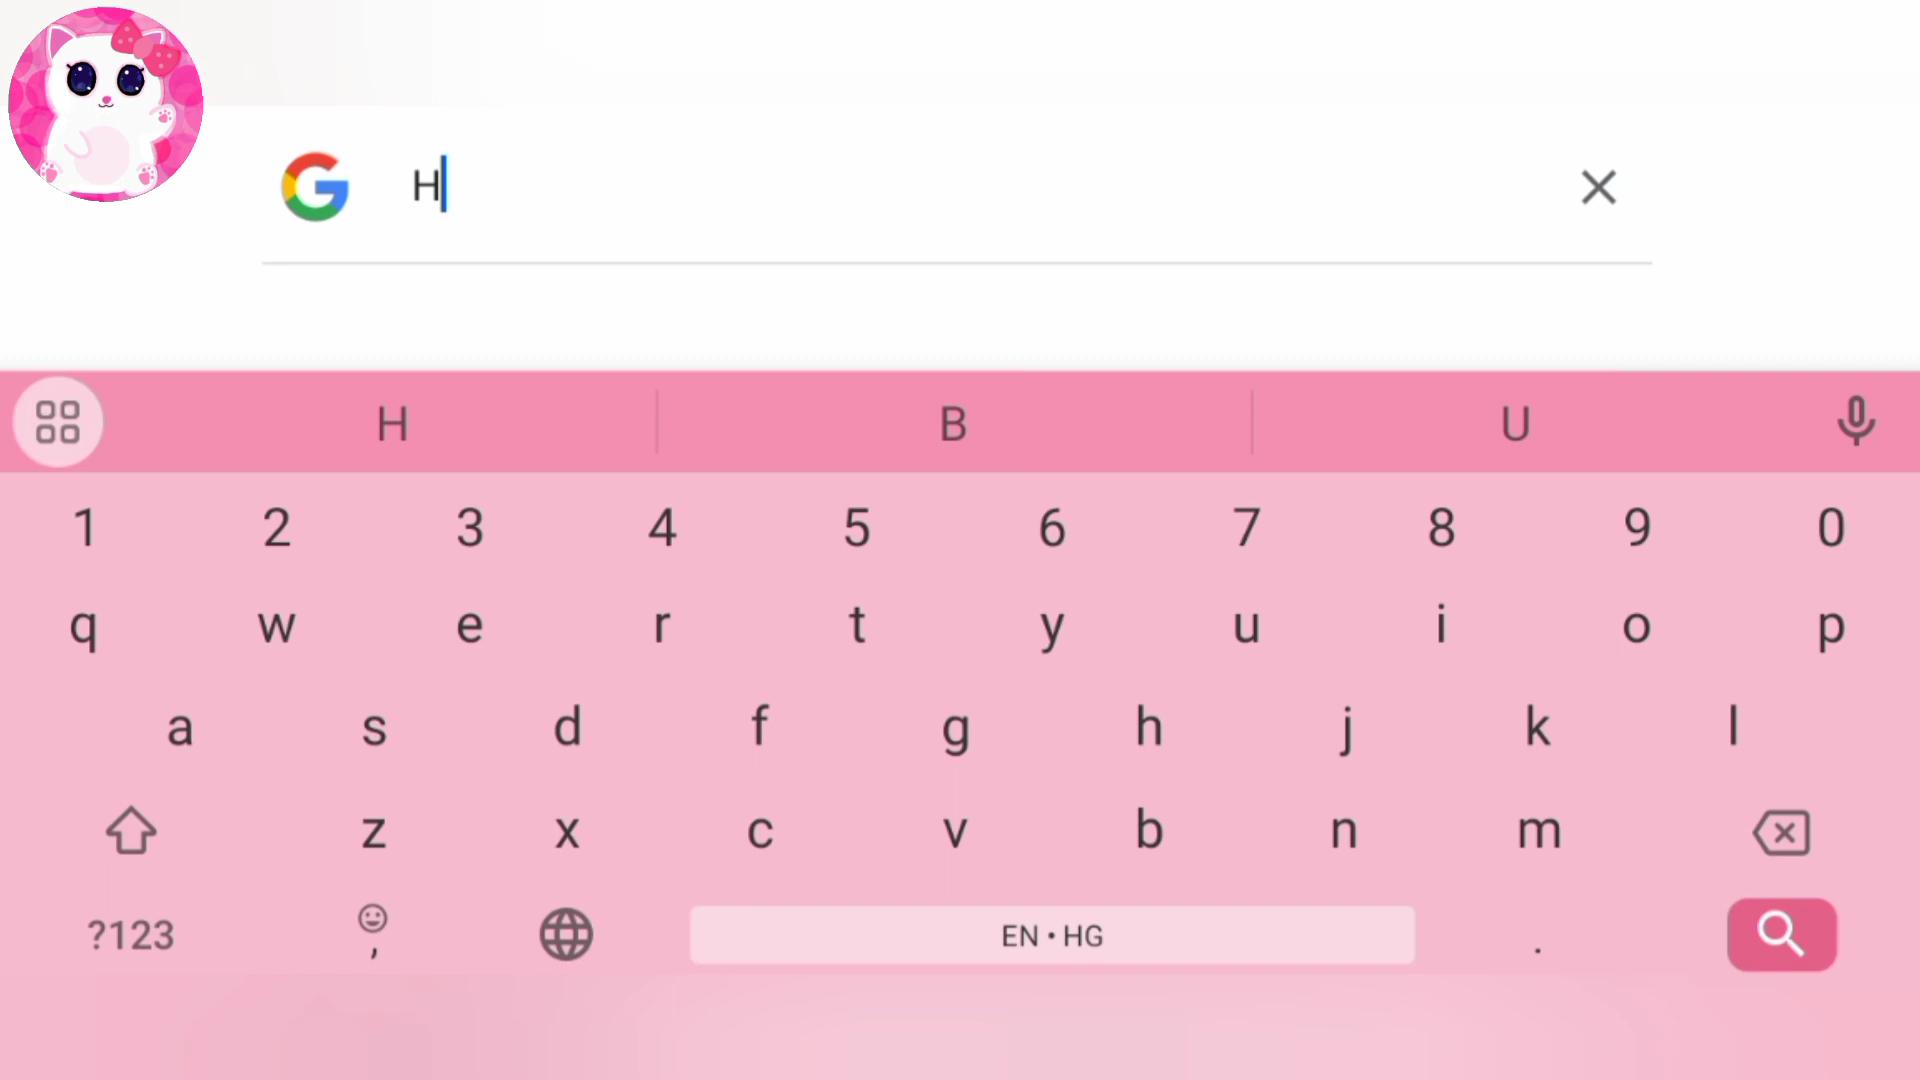 H
H B U
1 2 3 4 5 6 7 8 9 0
q w e r t y u i o p
a s d f g h j k l
z x c v b n m
?123 , EN • HG .